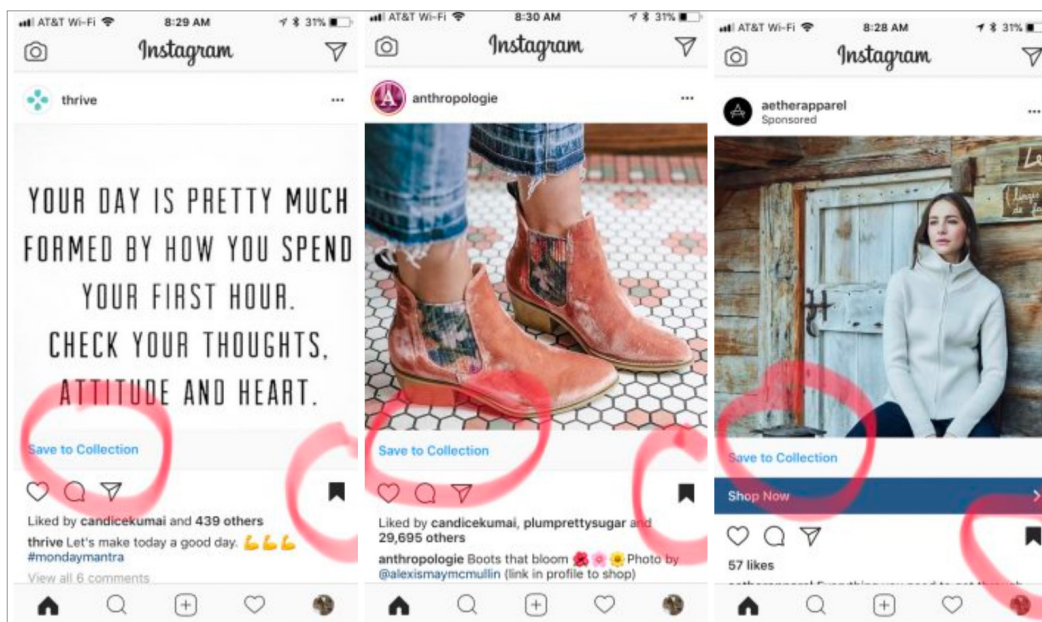 AT&T Wi-Fi 8:29 AM 31%
Instagram
thrive
YOUR DAY IS PRETTY MUCH
FORMED BY HOW YOU SPEND
YOUR FIRST HOUR.
CHECK YOUR THOUGHTS,
ATTITUDE AND HEART.
Save to Collection
Liked by candicekumai and 439 others
thrive Let's make today a good day. 💪💪💪
#mondaymantra
View all 6 comments
AT&T Wi-Fi 8:30 AM 31%
Instagram
A
anthropologie
Save to Collection
Liked by candicekumai, plumprettysugar and
29,695 others
anthropologie Boots that bloom 🌺🌸🌼 Photo by
@alexismaymcmullin (link in profile to shop)
AT&T Wi-Fi 8:28 AM 31%
Instagram
aetherapparel
Sponsored
Save to Collection
Shop Now
57 likes